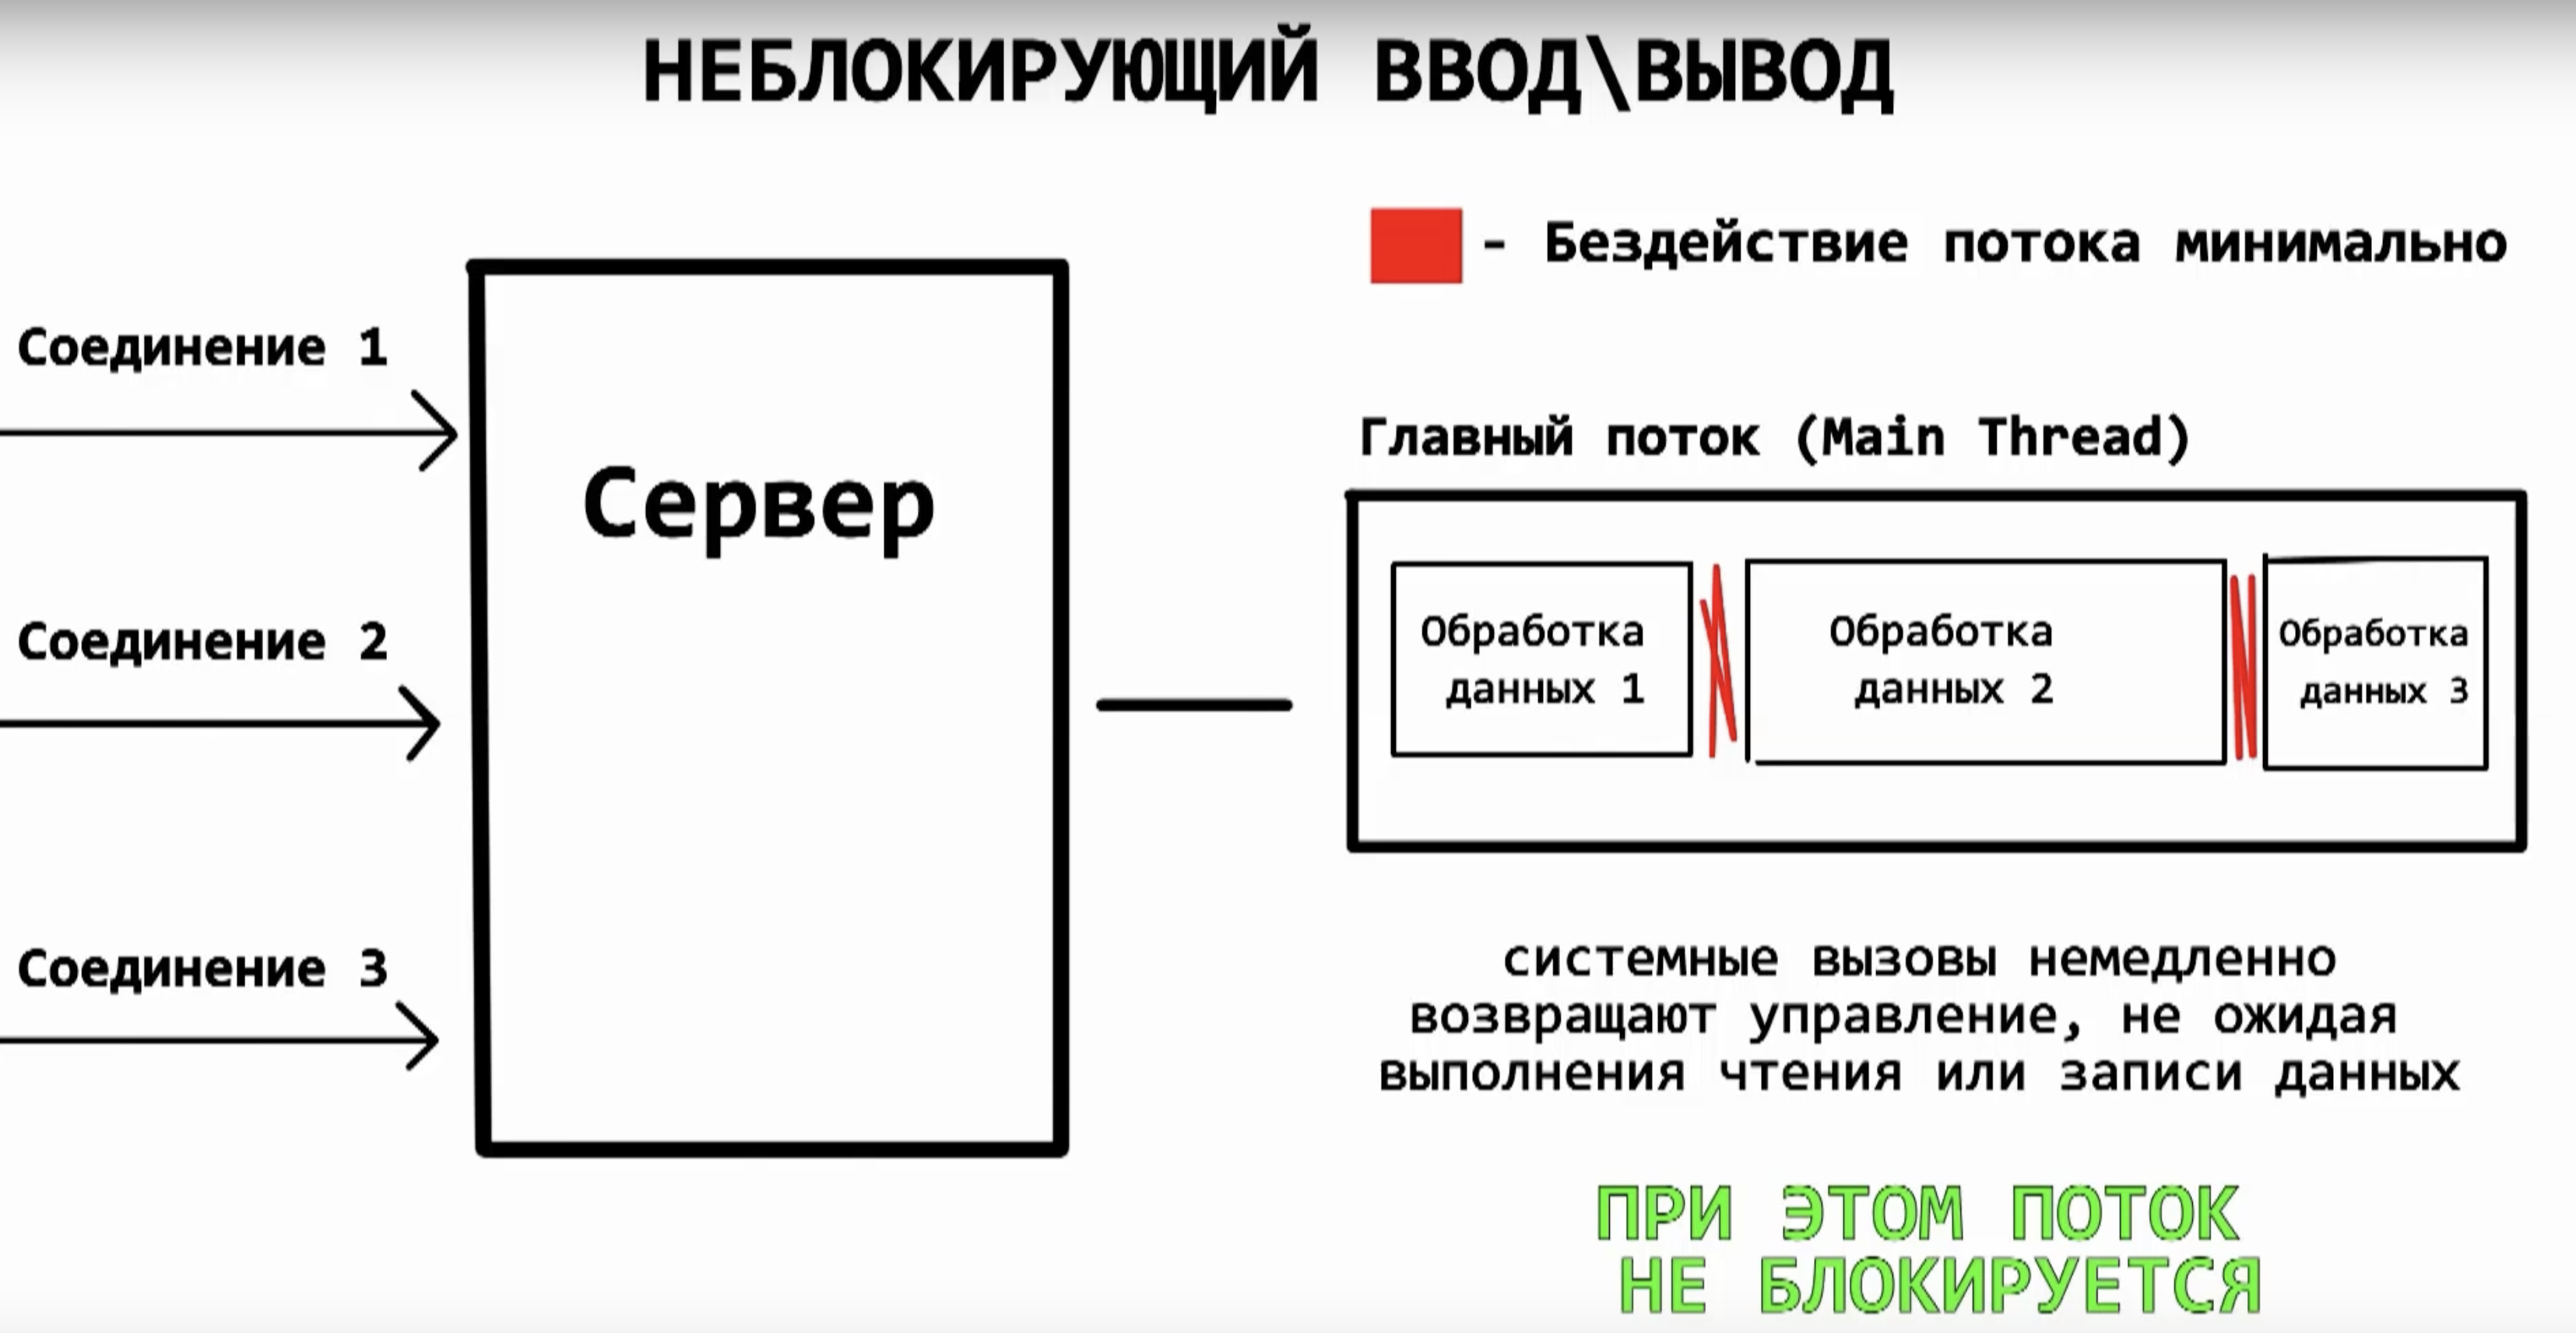 НЕБЛОКИРУЮЩИЙ ВВОД\ВЫВОД
- Бездействие потока минимально
Соединение 1
Соединение 2
Соединение 3
Сервер
Главный поток (Main Thread)
Обработка
данных 1
Обработка
данных 2
Обработка
данных 3
системные вызовы немедленно
возвращают управление, не ожидая
выполнения чтения или записи данных
ПРИ ЭТОМ ПОТОК
НЕ БЛОКИРУЕТСЯ